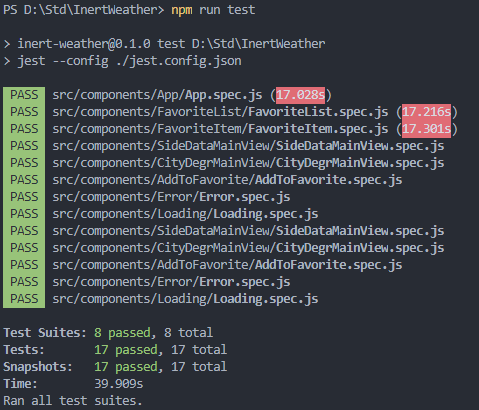 PS D:\Std\InertWeather> npm run test
> inert-weather@0.1.0 test D:\Std\InertWeather
> jest --config ./jest.config.json
PASS src/components/App/App.spec.js (17.028s)
PASS src/components/FavoriteList/FavoriteList.spec.js (17.216s)
PASS src/components/FavoriteItem/FavoriteItem.spec.js (17.301s)
PASS src/components/SideDataMainView/SideDataMainView.spec.js
PASS src/components/CityDegrMainView/CityDegrMainView.spec.js
PASS src/components/AddToFavorite/AddToFavorite.spec.js
PASS src/components/Error/Error.spec.js
PASS src/components/Loading/Loading.spec.js
PASS src/components/SideDataMainView/SideDataMainView.spec.js
PASS src/components/CityDegrMainView/CityDegrMainView.spec.js
PASS src/components/AddToFavorite/AddToFavorite.spec.js
PASS src/components/Error/Error.spec.js
PASS src/components/Loading/Loading.spec.js
Test Suites: 8 passed, 8 total
Tests: 17 passed, 17 total
Snapshots: 17 passed, 17 total
Time: 39.909s
Ran all test suites.